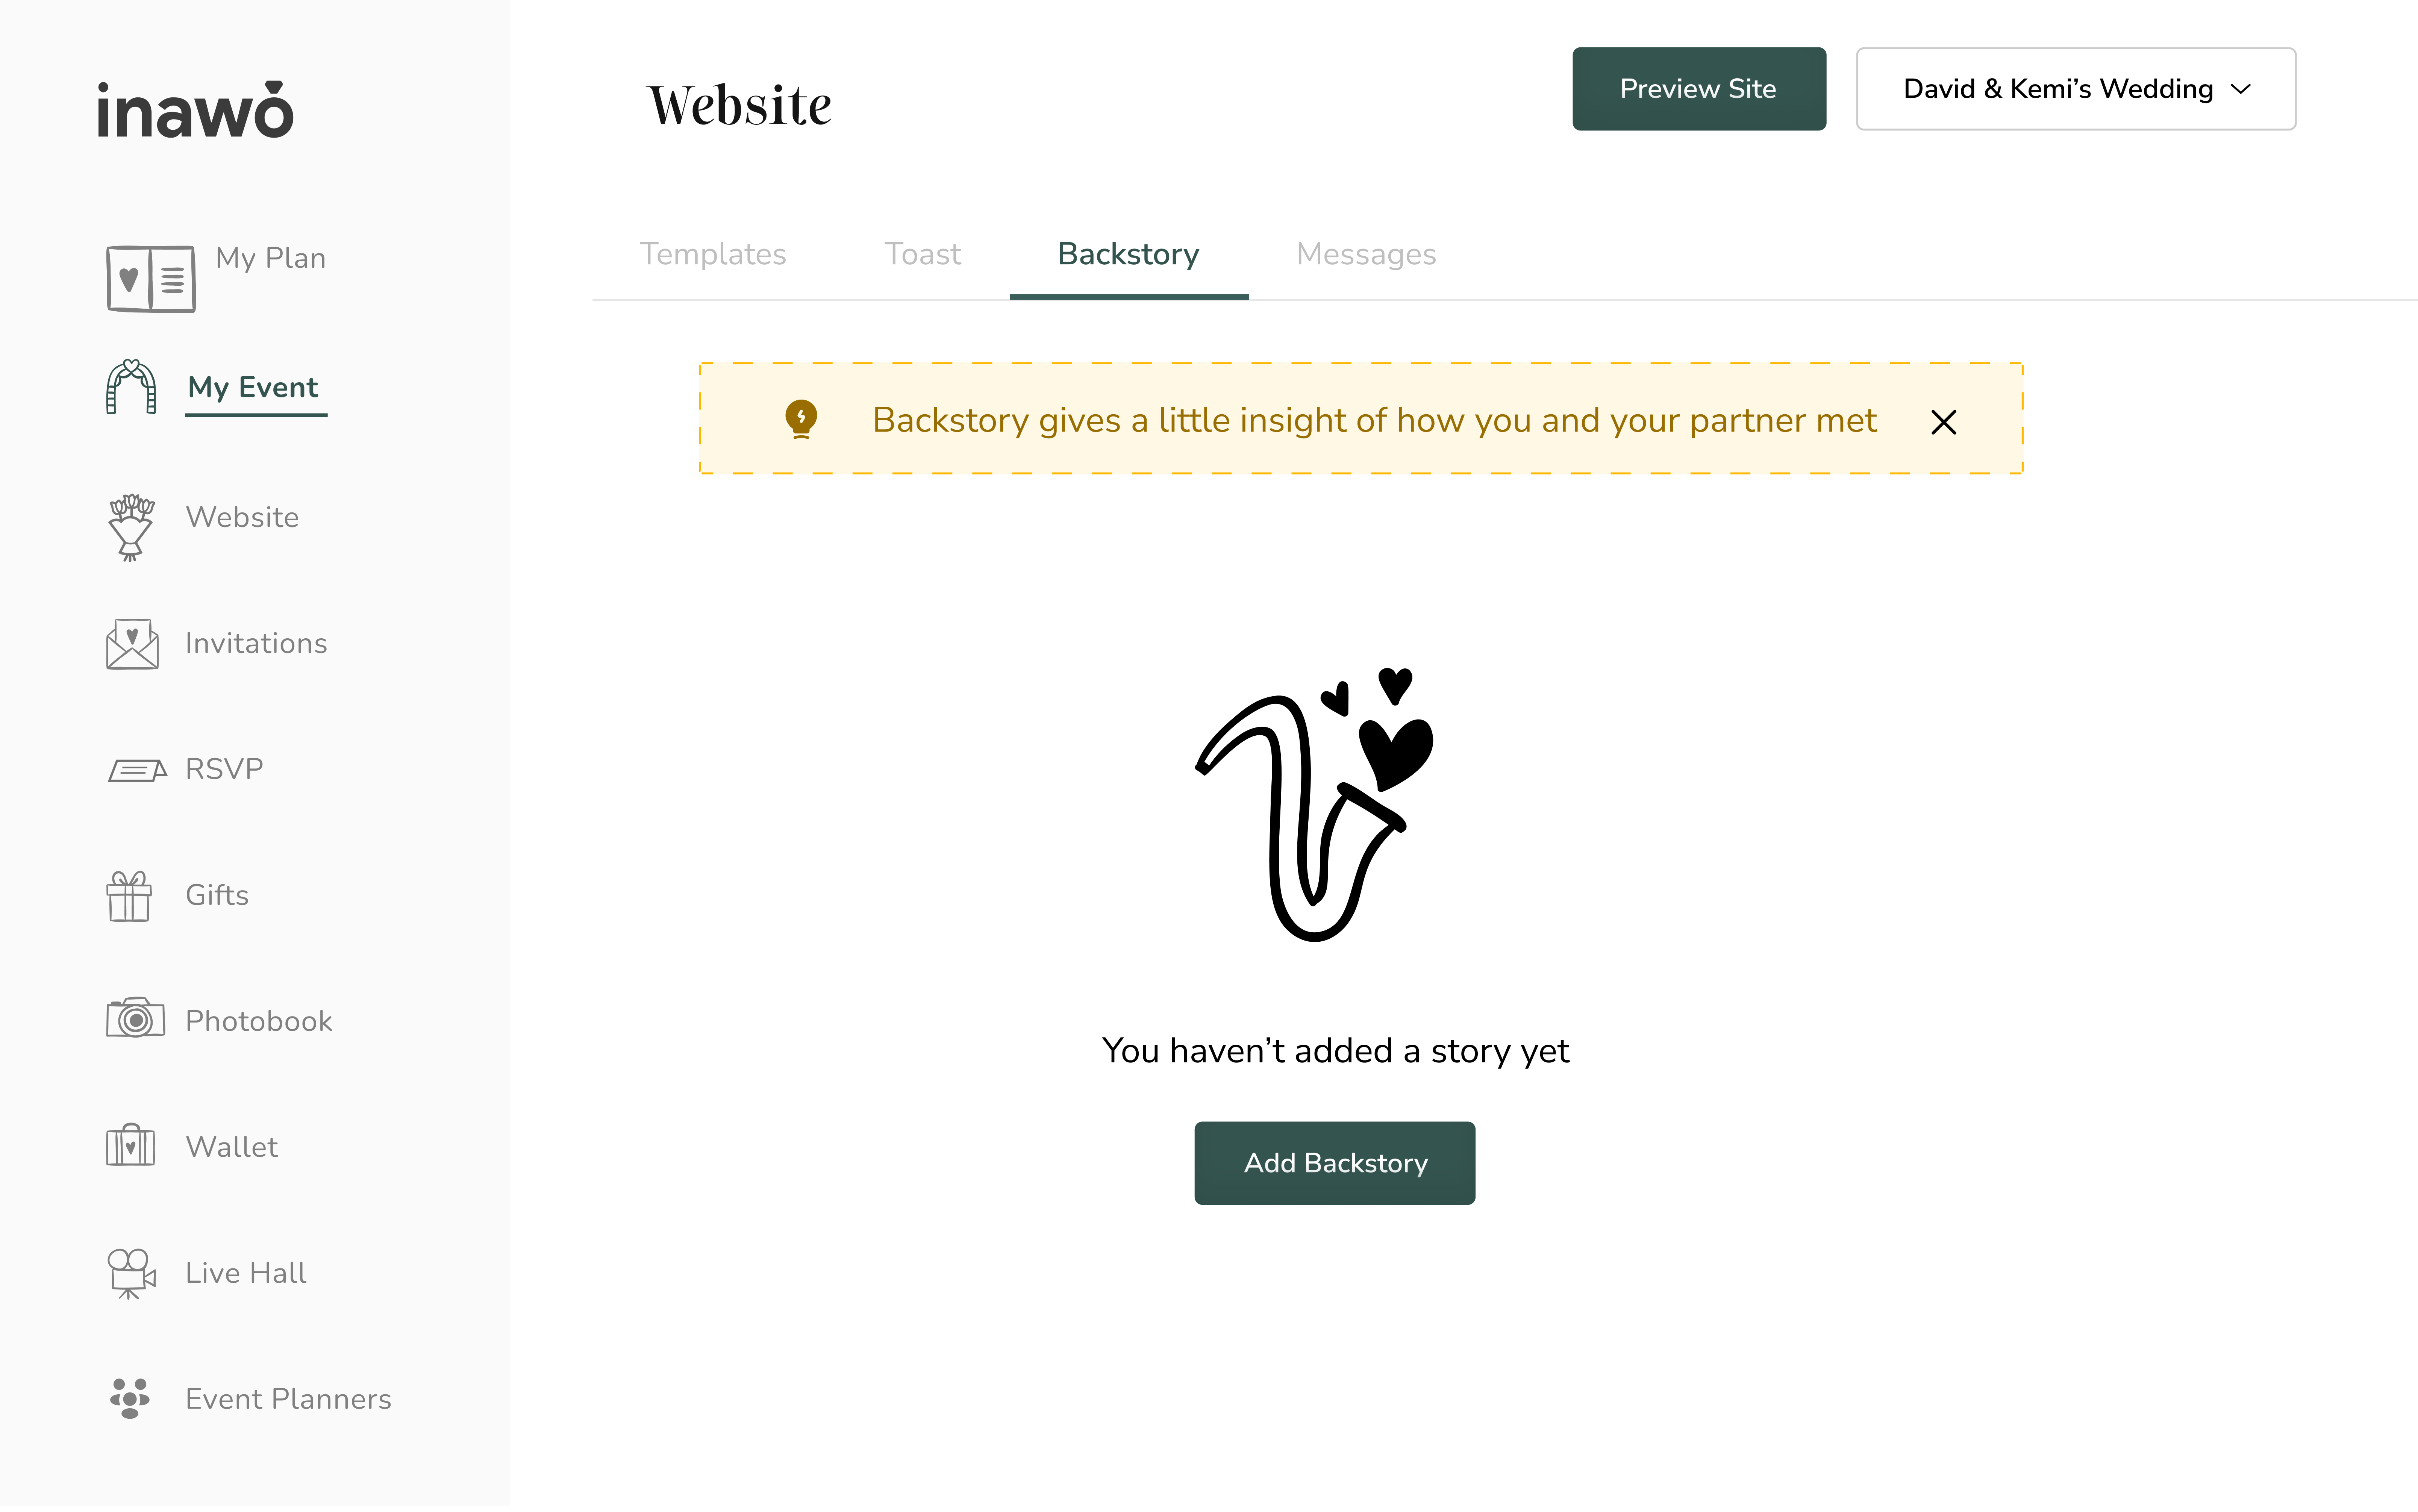 inawo
My Plan
My Event
Website
Invitations
RSVP
Gifts
Photobook
Wallet
Live Hall
Event Planners
Website
Preview Site
David & Kemi’s Wedding
Templates Toast Backstory Messages
Backstory gives a little insight of how you and your partner met
You haven’t added a story yet
Add Backstory